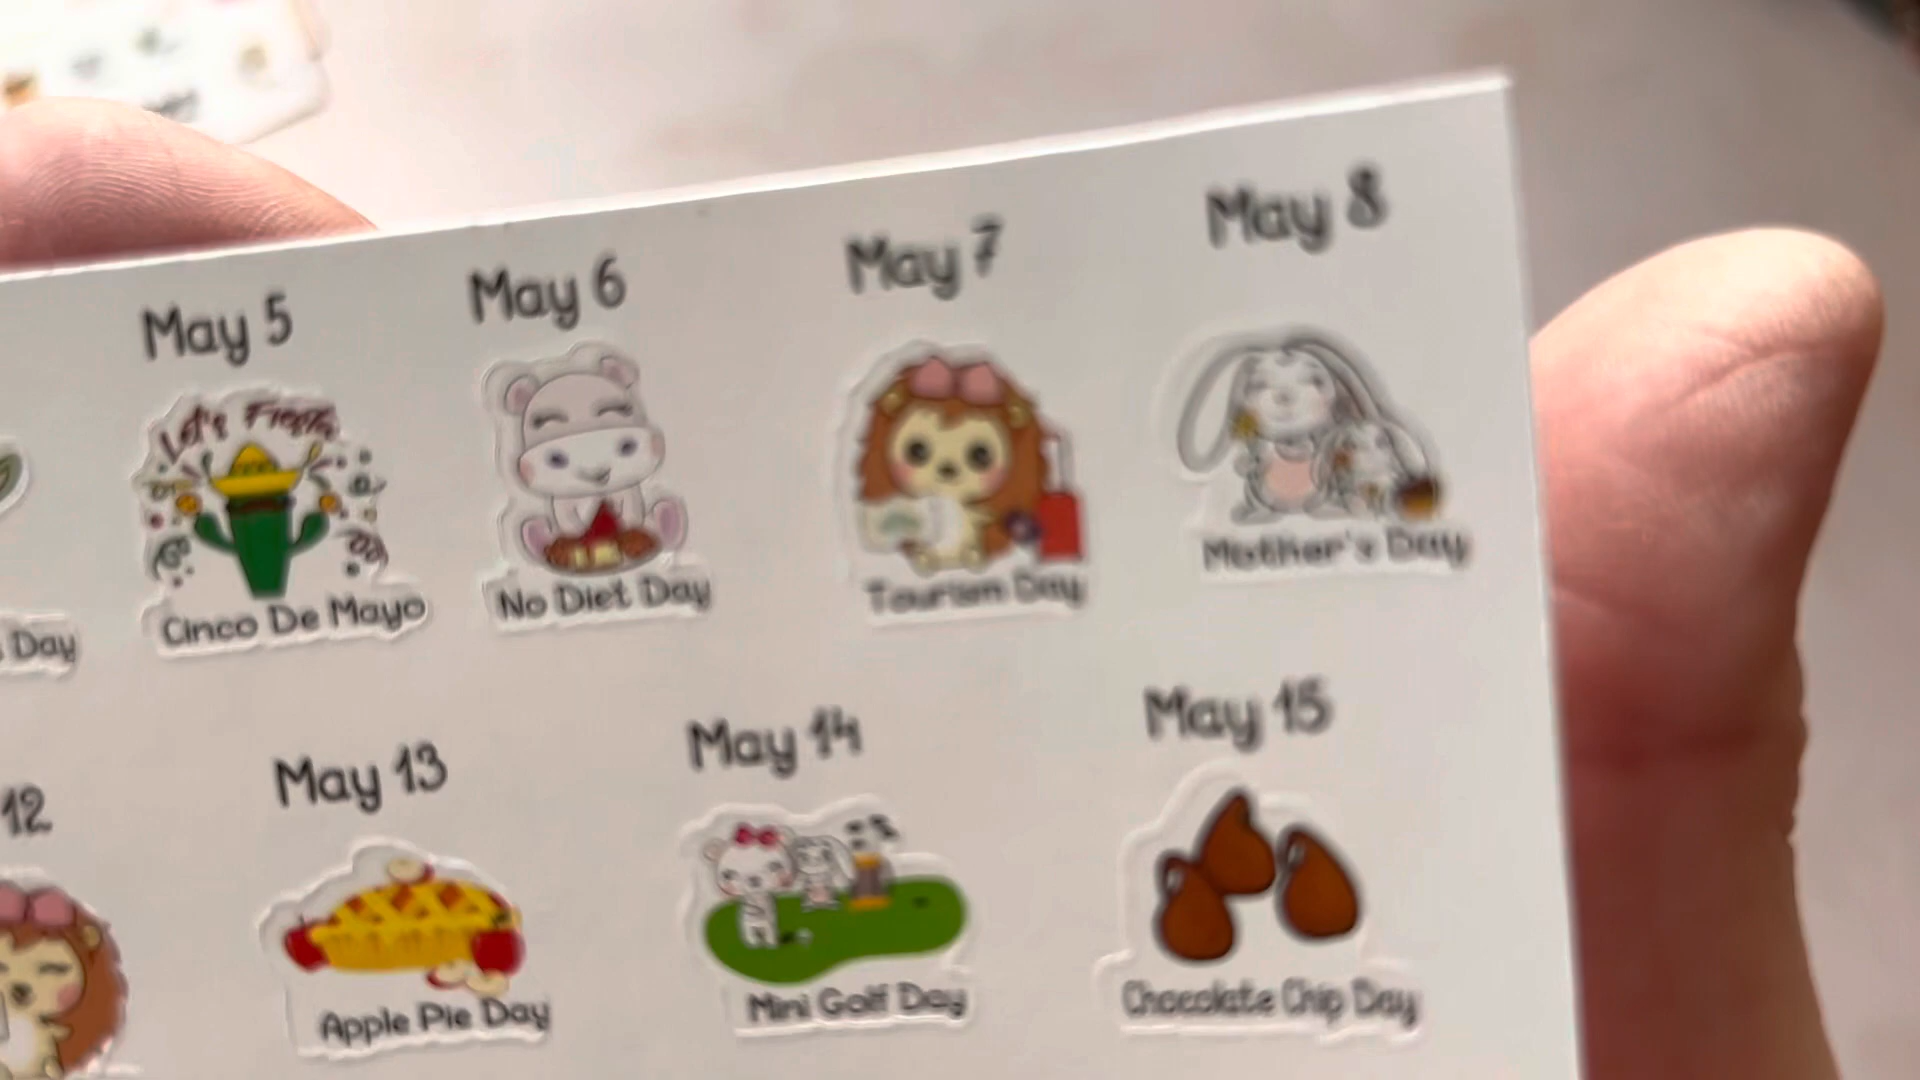 May 5
May 6
May 7
May 8
Let's Fiesta
Day
Cinco De Mayo
No Diet Day
Tourism Day
Mother's Day
12
May 13
May 14
May 15
Apple Pie Day
Mini Golf Day
Chocolate Chip Day